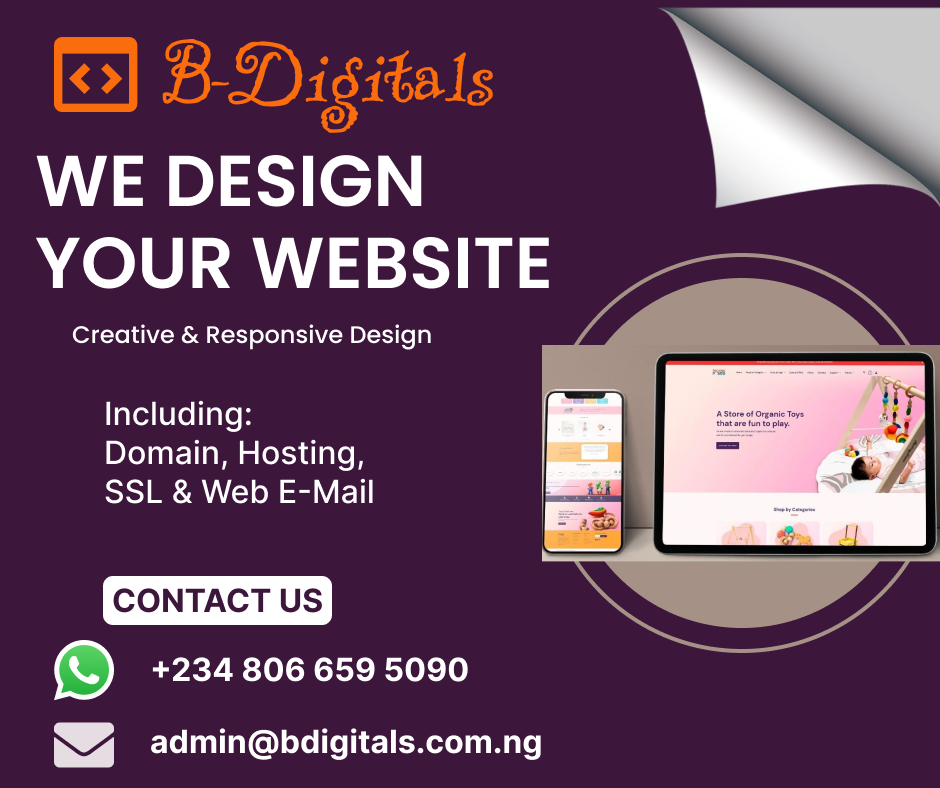 B-Digitals
WE DESIGN
YOUR WEBSITE
Creative & Responsive Design
Including:
Domain, Hosting,
SSL & Web E-Mail
A Store of Organic Toys
that are fun to play.
Shop by Categories
CONTACT US
+234 806 659 5090
admin@bdigitals.com.ng